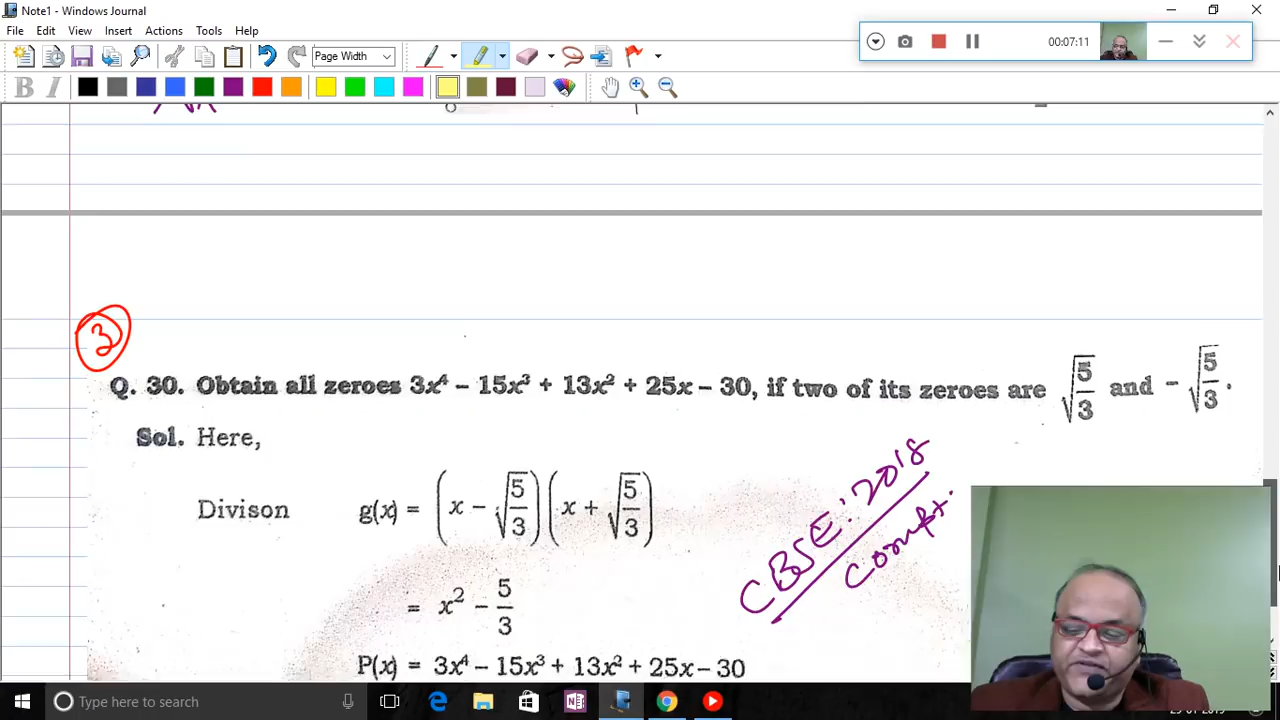 Note1 - Windows Journal
File Edit View Insert Actions Tools Help
Page Width
00:07:11
B I
3
Q. 30. Obtain all zeroes 3x⁴ – 15x³ + 13x² + 25x – 30, if two of its zeroes are √5/3 and – √5/3.
Sol. Here,
Divison g(x) = (x – √5/3) (x + √5/3)
= x² – 5/3
P(x) = 3x⁴ – 15x³ + 13x² + 25x – 30
CBSE: 2018
Compt.
Type here to search